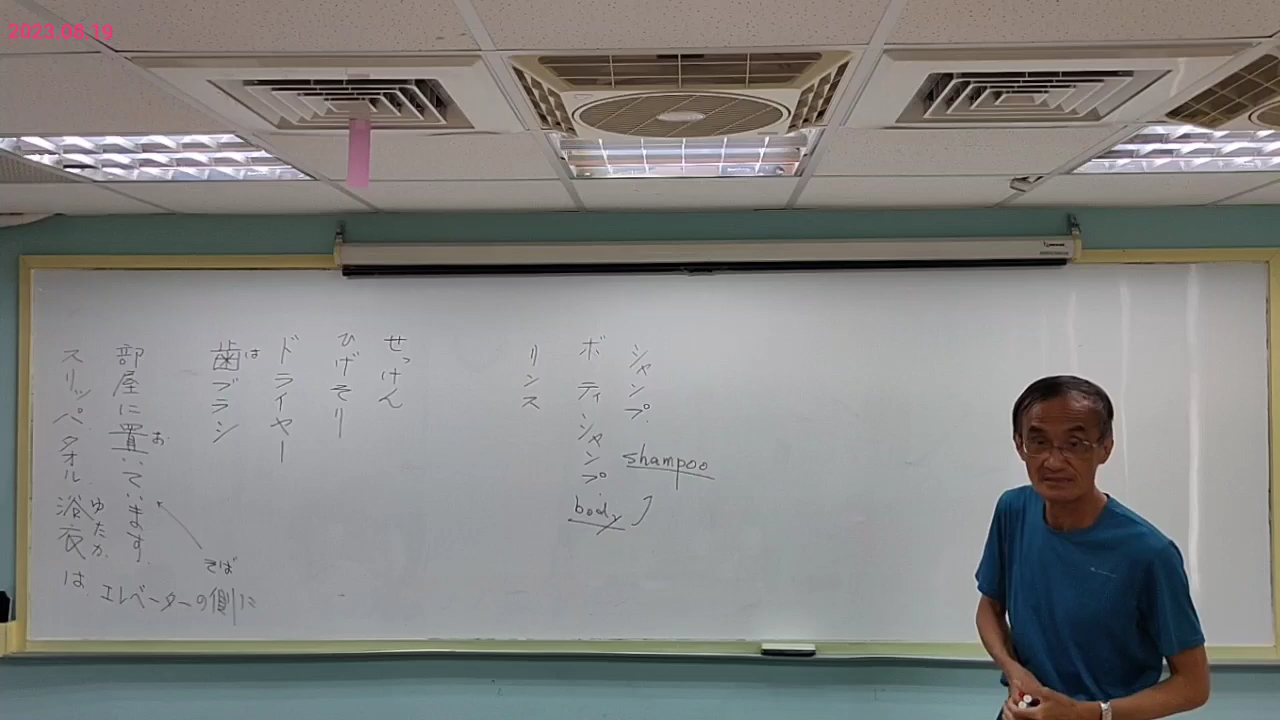 2023.08.19
シャンプ
ボディシャンプ
shampoo
body
リンス
せっけん
ひげそり
ドライヤー
歯ブラシ
は
部屋に置いています
お
スリッパ タオル 浴衣は
ゆたか
そば
エレベーターの側に